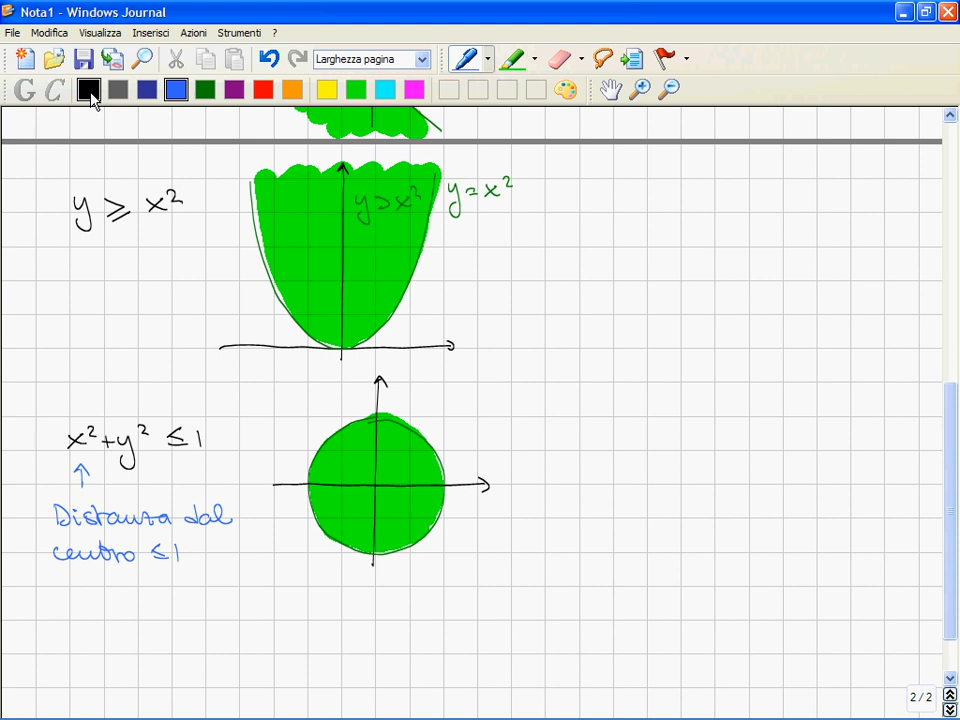 Nota1 - Windows Journal
File Modifica Visualizza Inserisci Azioni Strumenti ?
Larghezza pagina
G C
y ⩾ x²
y > x²
y = x²
x² + y² ≤ 1
Distanza dal
centro ≤ 1
2 / 2